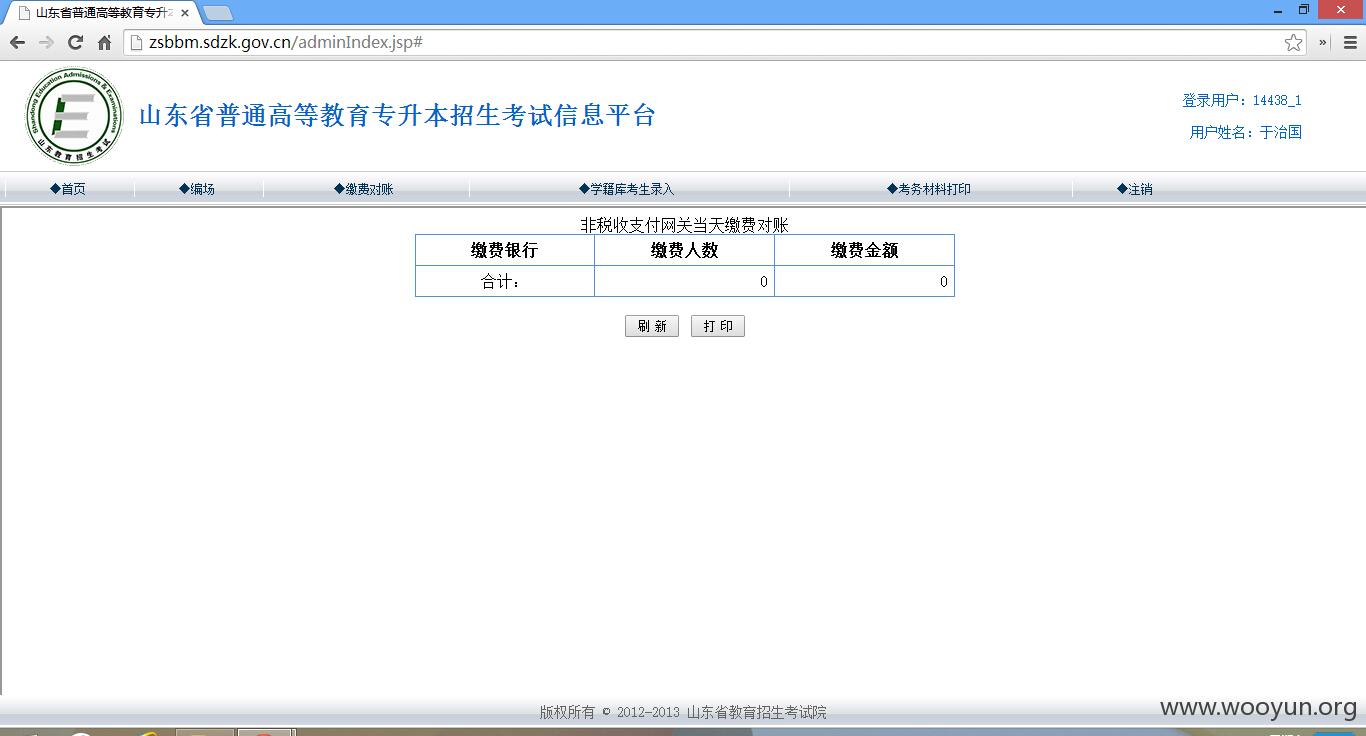 山东省普通高等教育专升
zsbbm.sdzk.gov.cn/adminIndex.jsp#
Shandong Education Admissions & Examinations
山东教育招生考试
山东省普通高等教育专升本招生考试信息平台
登录用户：14438_1
用户姓名：于治国
◆首页 ◆编场 ◆缴费对账 ◆学籍库考生录入 ◆考务材料打印 ◆注销
非税收支付网关当天缴费对账
缴费银行 缴费人数 缴费金额
合计： 0 0
刷 新 打 印
版权所有 © 2012-2013 山东省教育招生考试院
www.wooyun.org